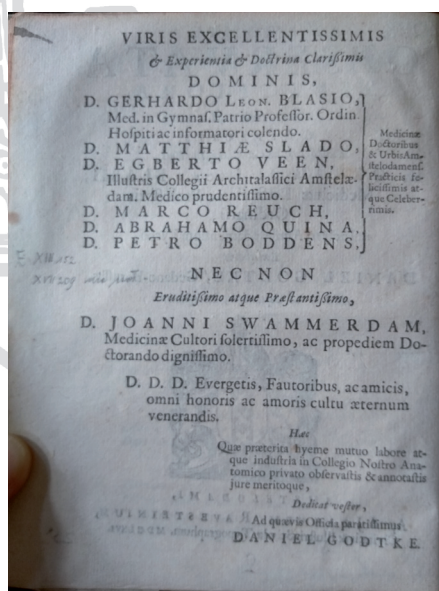 VIRIS EXCELLENTISSIMIS
& Experientia & Doctrina Clariſſimis
DOMINIS,
D. GERHARDO LEON. BLASIO,
Med. in Gymnaſ. Patrio Profeſſor. Ordin.
Hoſpiti ac informatori colendo.
D. MATTHIÆ SLADO,
D. EGBERTO VEEN,
Illuſtris Collegii Architalaſſici Amſtelæ-
dam. Medico prudentiſſimo.
D. MARCO REUCH,
D. ABRAHAMO QUINA,
D. PETRO BODDENS,
Medicinæ
Doctoribus
& Urbis Am-
ſtelodamenſ.
Practicis fe-
liciſſimis at-
que Celeber-
rimis.
NEC NON
Eruditiſſimo atque Præſtantiſſimo,
D. JOANNI SWAMMERDAM,
Medicinæ Cultori ſolertiſſimo, ac propediem Do-
ctorando digniſſimo.
D. D. D. Evergetis, Fautoribus, ac amicis,
omni honoris ac amoris cultu æternum
venerandis.
Hæc
Quæ præterita hyeme mutuo labore at-
que induſtria in Collegio Noſtro Ana-
tomico privato obſervaſtis & annotaſtis
jure meritoque,
Dedicat veſter,
Ad quævis Officia paratiſſimus
DANIEL GODTKE.